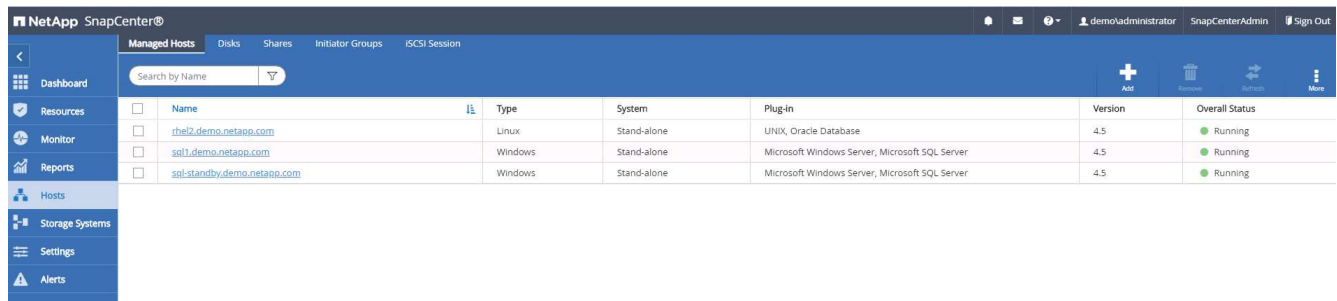 NetApp SnapCenter® demo\administrator SnapCenterAdmin Sign Out
Managed Hosts Disks Shares Initiator Groups iSCSI Session
Search by Name
Add Remove Refresh More
Dashboard
Resources
Monitor
Reports
Hosts
Storage Systems
Settings
Alerts
Name Type System Plug-in Version Overall Status
rhel2.demo.netapp.com Linux Stand-alone UNIX, Oracle Database 4.5 Running
sql1.demo.netapp.com Windows Stand-alone Microsoft Windows Server, Microsoft SQL Server 4.5 Running
sql-standby.demo.netapp.com Windows Stand-alone Microsoft Windows Server, Microsoft SQL Server 4.5 Running